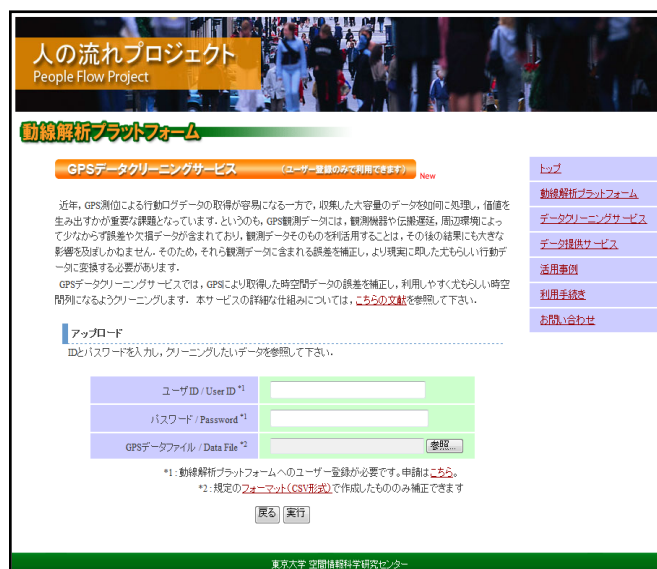 人の流れプロジェクト
People Flow Project
動線解析プラットフォーム
GPSデータクリーニングサービス （ユーザー登録のみで利用できます） New
近年，GPS測位による行動ログデータの取得が容易になる一方で，収集した大容量のデータを如何に処理し，価値を
生み出すかが重要な課題となっています．というのも，GPS観測データには，観測機器や伝搬遅延，周辺環境によっ
て少なからず誤差や欠損データが含まれており，観測データそのものを利活用することは，その後の結果にも大きな
影響を及ぼしかねません．そのため，それら観測データに含まれる誤差を補正し，より現実に即した尤もらしい行動デ
ータに変換する必要があります．
GPSデータクリーニングサービスでは，GPSにより取得した時空間データの誤差を補正し，利用しやすく尤もらしい時空
間列になるようクリーニングします． 本サービスの詳細な仕組みについては，こちらの文献を参照して下さい．
アップロード
IDとパスワードを入力し，クリーニングしたいデータを参照して下さい．
ユーザID / User ID *1
パスワード / Password *1
GPSデータファイル / Data File *2 参照...
*1：動線解析プラットフォームへのユーザー登録が必要です。申請はこちら。
*2：規定のフォーマット（CSV形式）で作成したもののみ補正できます
戻る 実行
トップ
動線解析プラットフォーム
データクリーニングサービス
データ提供サービス
活用事例
利用手続き
お問い合わせ
東京大学 空間情報科学研究センター